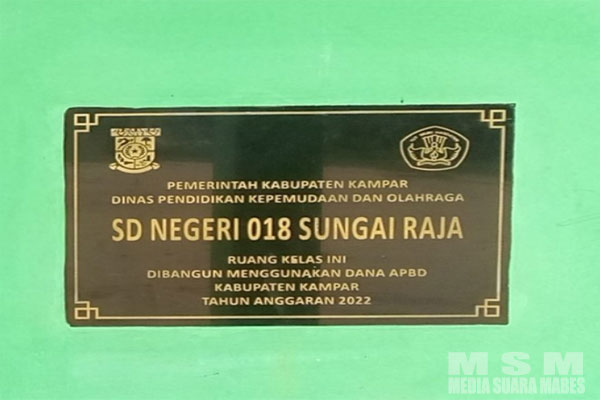 PEMERINTAH KABUPATEN KAMPAR
DINAS PENDIDIKAN KEPEMUDAAN DAN OLAHRAGA
SD NEGERI 018 SUNGAI RAJA
RUANG KELAS INI
DIBANGUN MENGGUNAKAN DANA APBD
KABUPATEN KAMPAR
TAHUN ANGGARAN 2022
MSM
MEDIA SUARA MABES